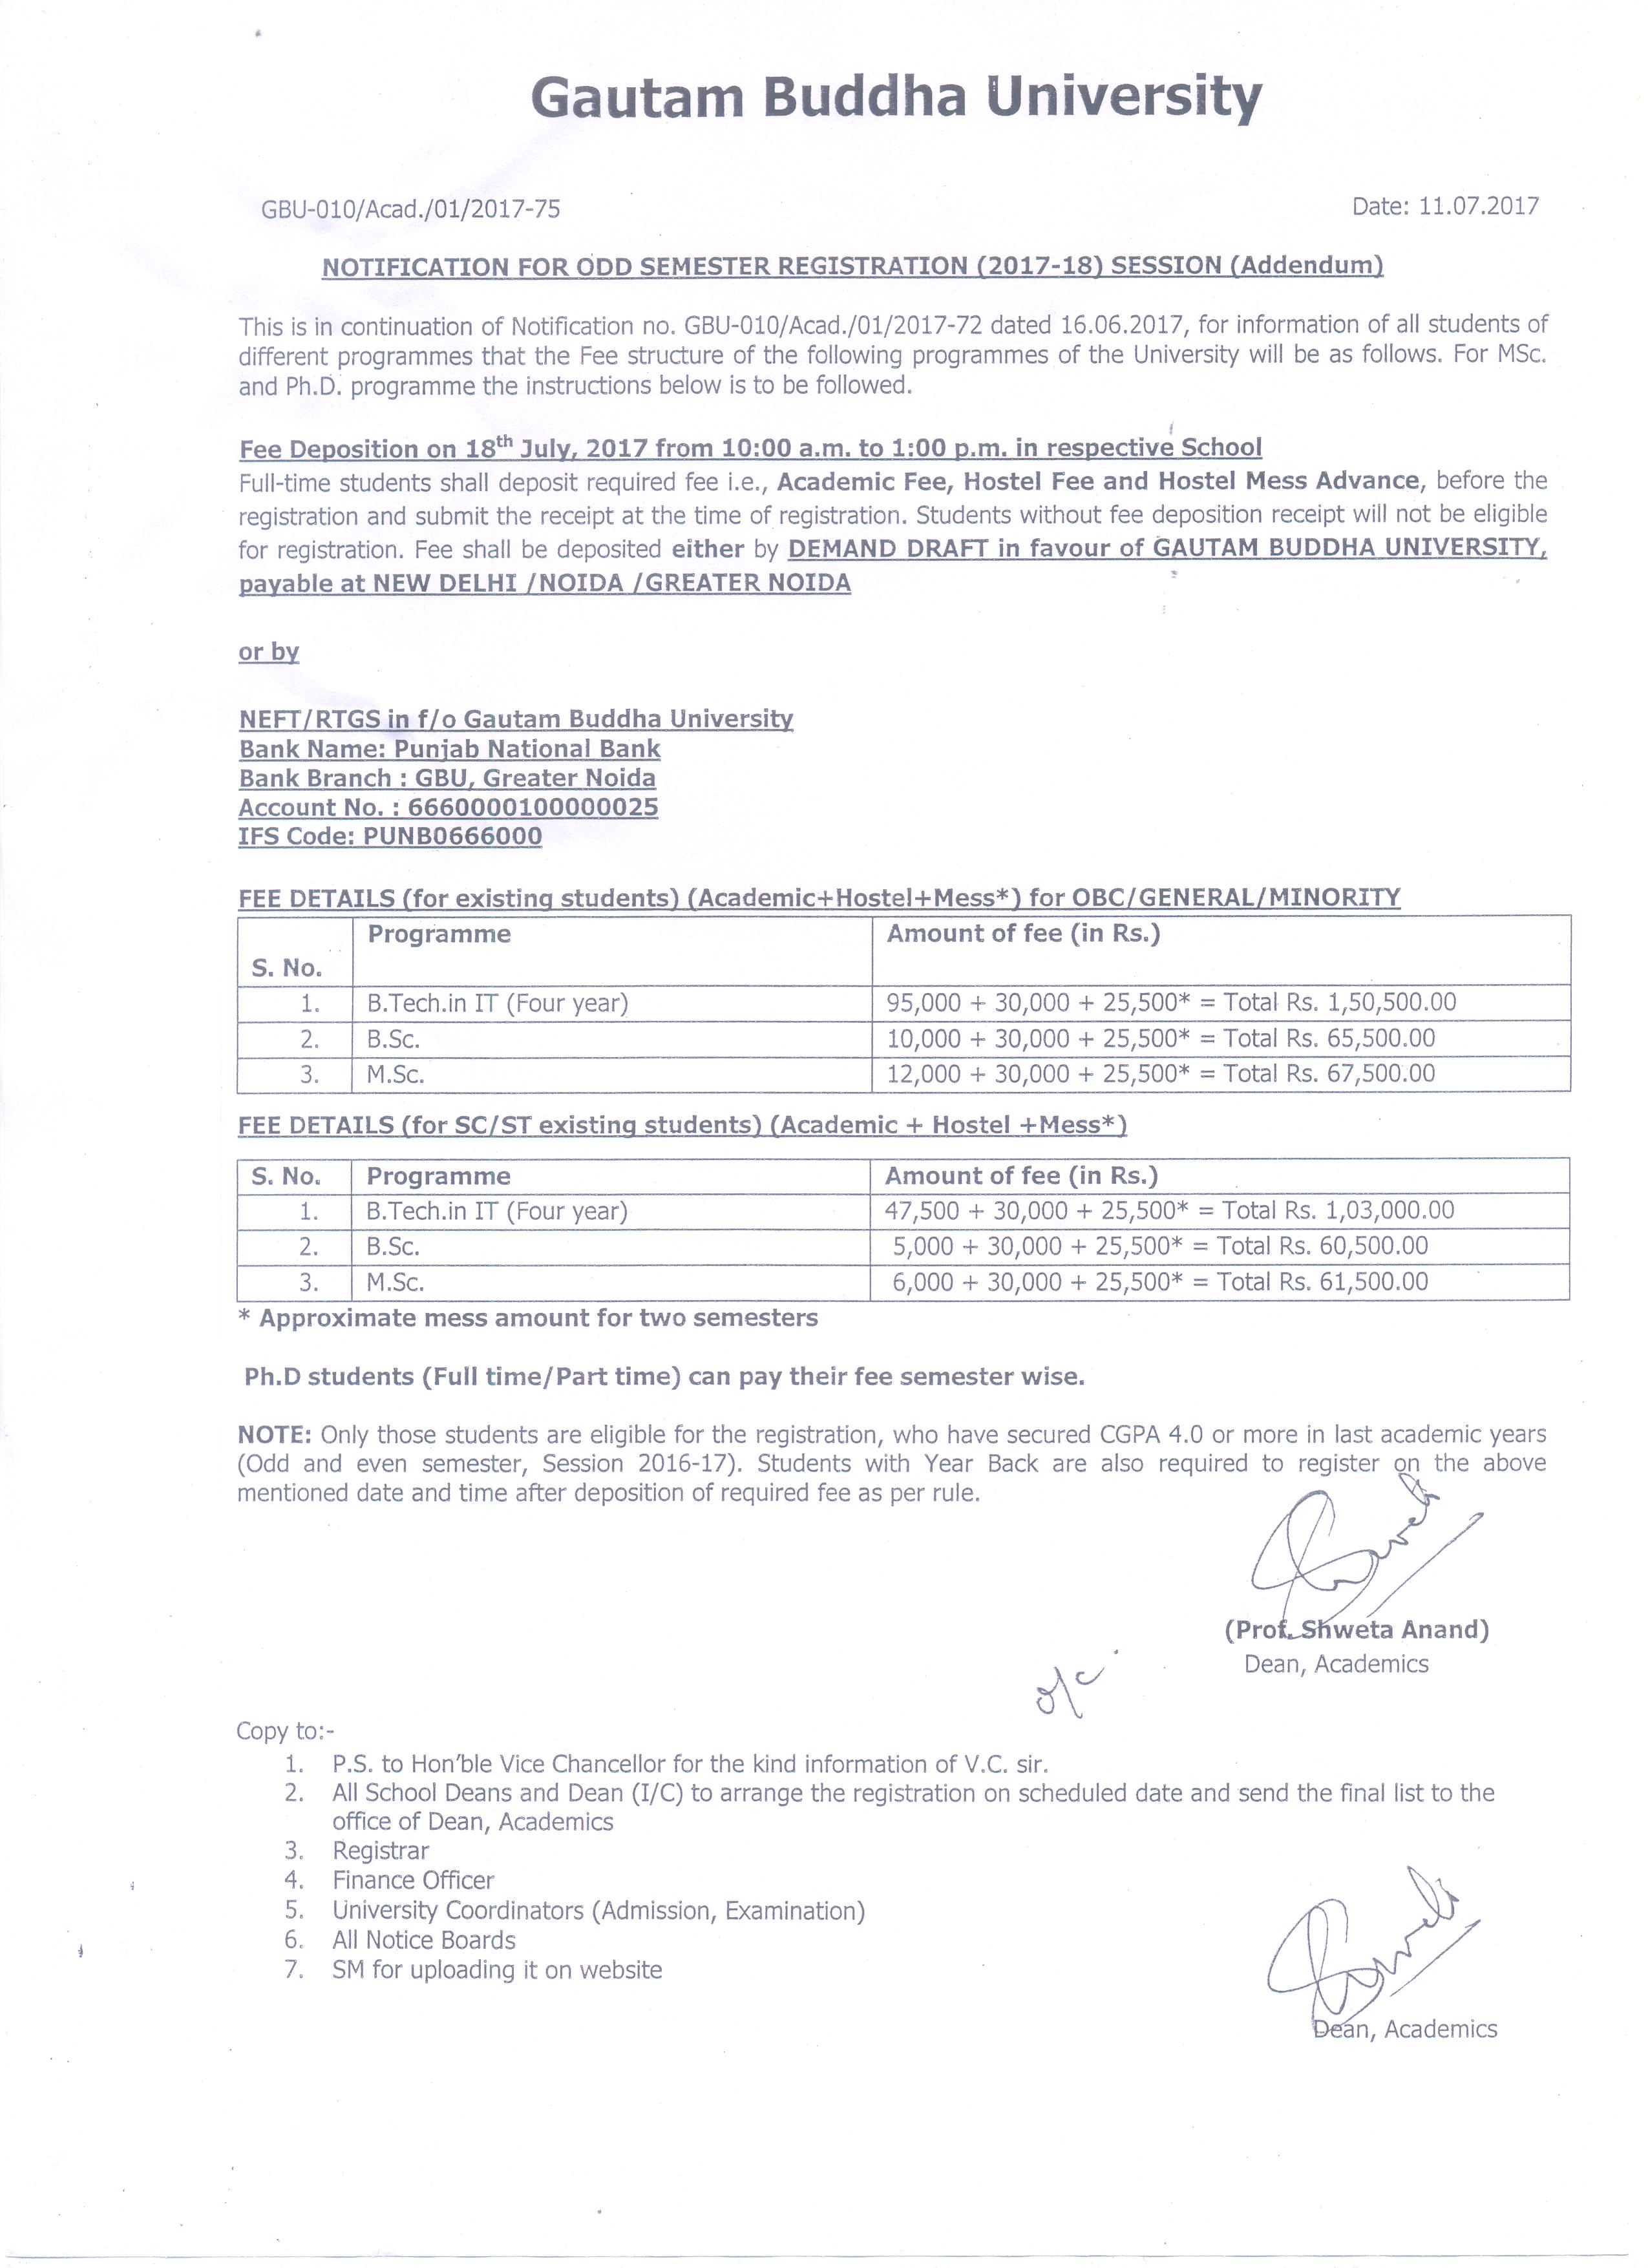 Gautam Buddha University
GBU-010/Acad./01/2017-75 Date: 11.07.2017
NOTIFICATION FOR ODD SEMESTER REGISTRATION (2017-18) SESSION (Addendum)
This is in continuation of Notification no. GBU-010/Acad./01/2017-72 dated 16.06.2017, for information of all students of
different programmes that the Fee structure of the following programmes of the University will be as follows. For MSc.
and Ph.D. programme the instructions below is to be followed.
Fee Deposition on 18th July, 2017 from 10:00 a.m. to 1:00 p.m. in respective School
Full-time students shall deposit required fee i.e., Academic Fee, Hostel Fee and Hostel Mess Advance, before the
registration and submit the receipt at the time of registration. Students without fee deposition receipt will not be eligible
for registration. Fee shall be deposited either by DEMAND DRAFT in favour of GAUTAM BUDDHA UNIVERSITY,
payable at NEW DELHI /NOIDA /GREATER NOIDA
or by
NEFT/RTGS in f/o Gautam Buddha University
Bank Name: Punjab National Bank
Bank Branch : GBU, Greater Noida
Account No. : 6660000100000025
IFS Code: PUNB0666000
FEE DETAILS (for existing students) (Academic+Hostel+Mess*) for OBC/GENERAL/MINORITY
S. No. Programme Amount of fee (in Rs.)
1. B.Tech.in IT (Four year) 95,000 + 30,000 + 25,500* = Total Rs. 1,50,500.00
2. B.Sc. 10,000 + 30,000 + 25,500* = Total Rs. 65,500.00
3. M.Sc. 12,000 + 30,000 + 25,500* = Total Rs. 67,500.00
FEE DETAILS (for SC/ST existing students) (Academic + Hostel +Mess*)
S. No. Programme Amount of fee (in Rs.)
1. B.Tech.in IT (Four year) 47,500 + 30,000 + 25,500* = Total Rs. 1,03,000.00
2. B.Sc. 5,000 + 30,000 + 25,500* = Total Rs. 60,500.00
3. M.Sc. 6,000 + 30,000 + 25,500* = Total Rs. 61,500.00
* Approximate mess amount for two semesters
Ph.D students (Full time/Part time) can pay their fee semester wise.
NOTE: Only those students are eligible for the registration, who have secured CGPA 4.0 or more in last academic years
(Odd and even semester, Session 2016-17). Students with Year Back are also required to register on the above
mentioned date and time after deposition of required fee as per rule.
(Prof. Shweta Anand)
Dean, Academics
o/c
Copy to:-
1. P.S. to Hon'ble Vice Chancellor for the kind information of V.C. sir.
2. All School Deans and Dean (I/C) to arrange the registration on scheduled date and send the final list to the
office of Dean, Academics
3. Registrar
4. Finance Officer
5. University Coordinators (Admission, Examination)
6. All Notice Boards
7. SM for uploading it on website
Dean, Academics